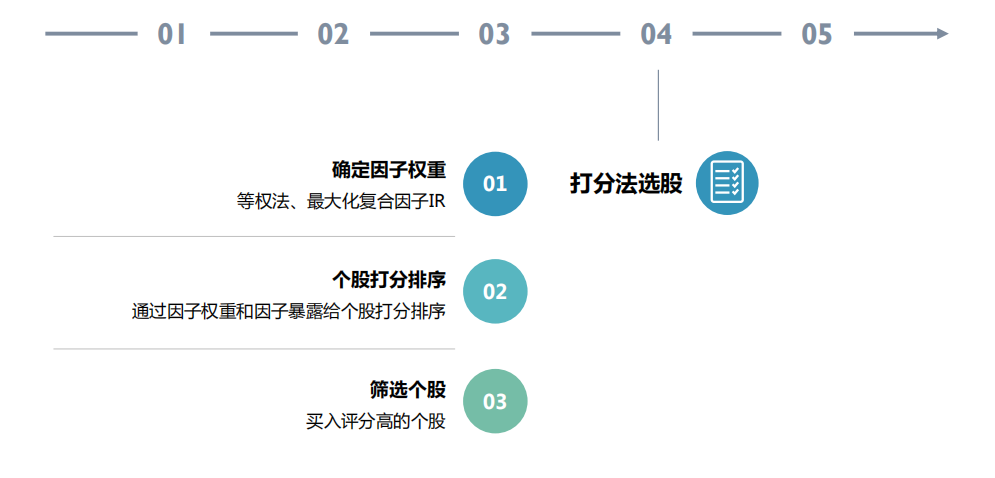 01 02 03 04 05
确定因子权重
等权法、最大化复合因子IR
01
打分法选股
个股打分排序
通过因子权重和因子暴露给个股打分排序
02
筛选个股
买入评分高的个股
03